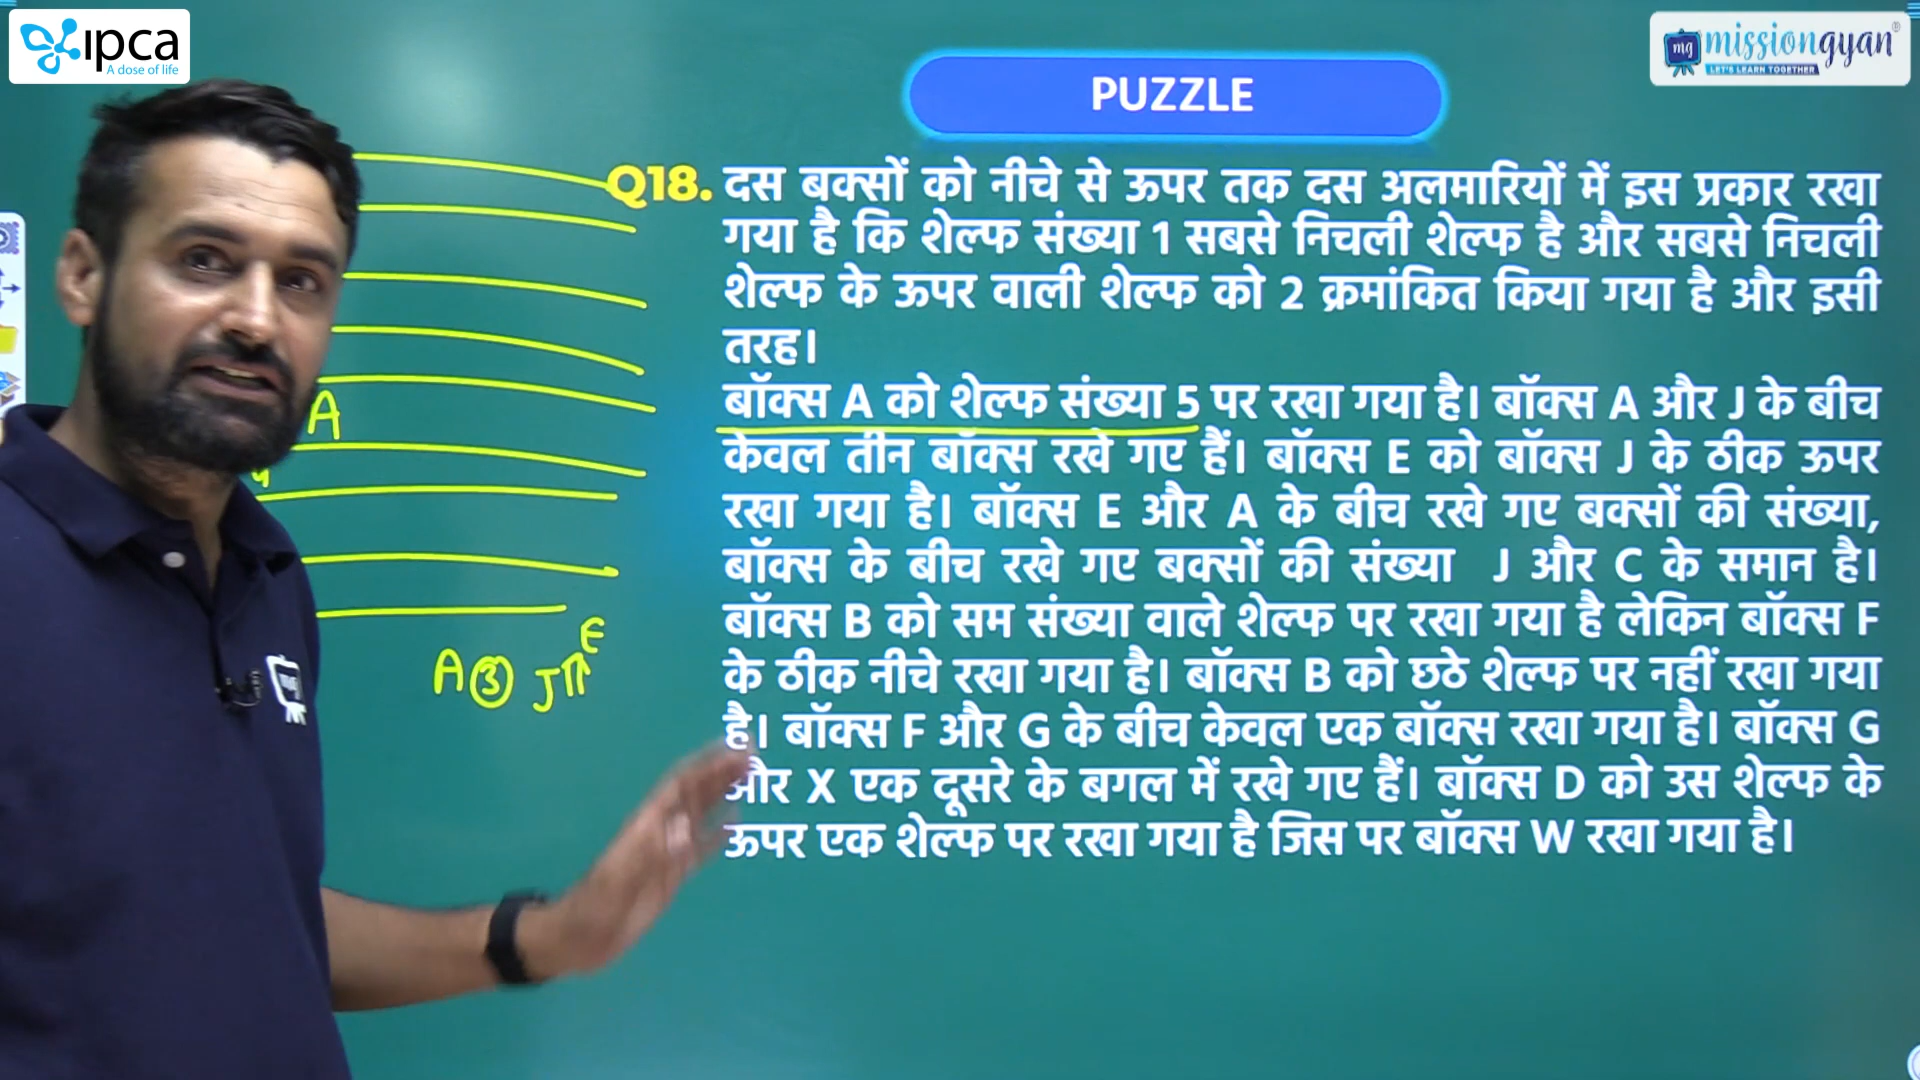 ipca
A dose of life
mg missiongyan®
LET'S LEARN TOGETHER
PUZZLE
Q18. दस बक्सों को नीचे से ऊपर तक दस अलमारियों में इस प्रकार रखा
गया है कि शेल्फ संख्या 1 सबसे निचली शेल्फ है और सबसे निचली
शेल्फ के ऊपर वाली शेल्फ को 2 क्रमांकित किया गया है और इसी
तरह।
बॉक्स A को शेल्फ संख्या 5 पर रखा गया है। बॉक्स A और J के बीच
केवल तीन बॉक्स रखे गए हैं। बॉक्स E को बॉक्स J के ठीक ऊपर
रखा गया है। बॉक्स E और A के बीच रखे गए बक्सों की संख्या,
बॉक्स के बीच रखे गए बक्सों की संख्या J और C के समान है।
बॉक्स B को सम संख्या वाले शेल्फ पर रखा गया है लेकिन बॉक्स F
के ठीक नीचे रखा गया है। बॉक्स B को छठे शेल्फ पर नहीं रखा गया
है। बॉक्स F और G के बीच केवल एक बॉक्स रखा गया है। बॉक्स G
और X एक दूसरे के बगल में रखे गए हैं। बॉक्स D को उस शेल्फ के
ऊपर एक शेल्फ पर रखा गया है जिस पर बॉक्स W रखा गया है।
A
E
A 3 J
mg